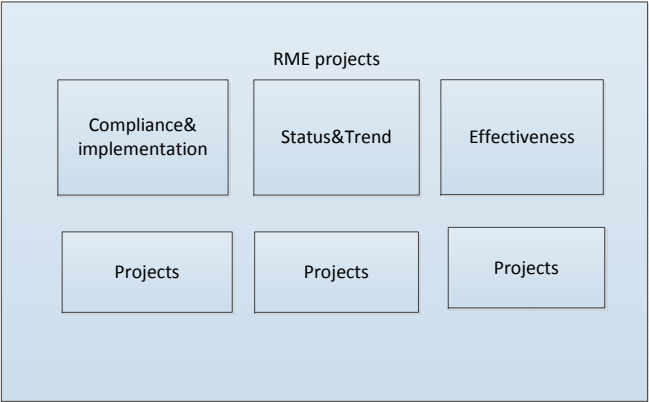 RME projects
Compliance&
implementation
Status&Trend
Effectiveness
Projects
Projects
Projects